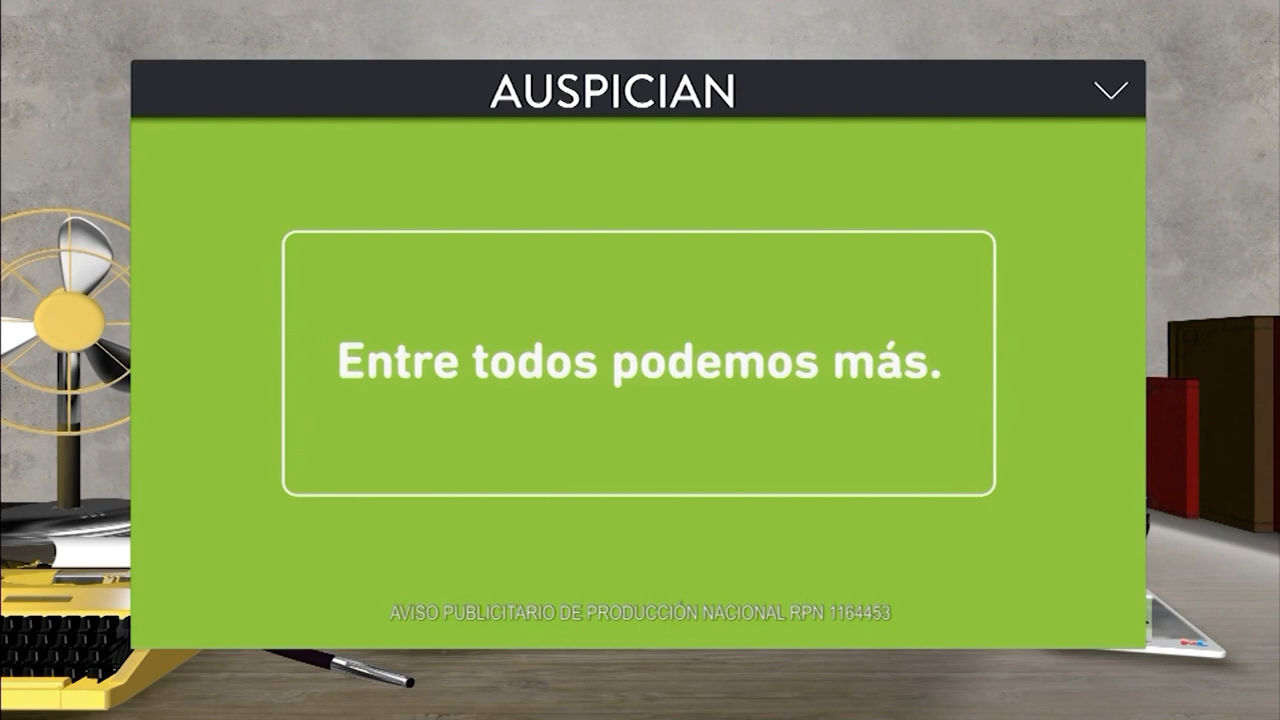 AUSPICIAN
Entre todos podemos más.
AVISO PUBLICITARIO DE PRODUCCIÓN NACIONAL RPN 1164453